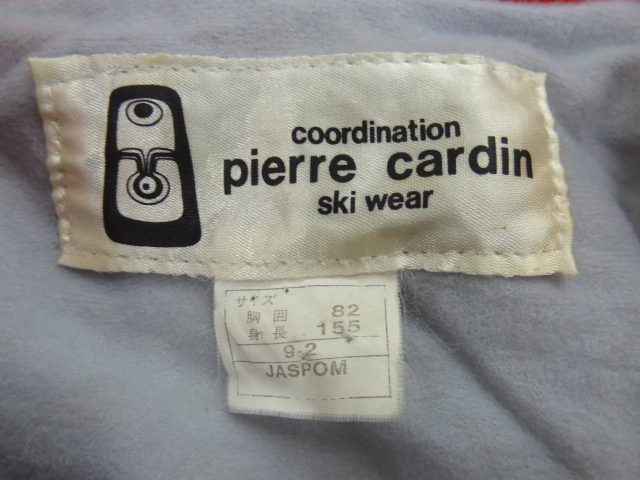 coordination
pierre cardin
ski wear
サイズ
胸囲 82
身長 155
9-2
JASPOM